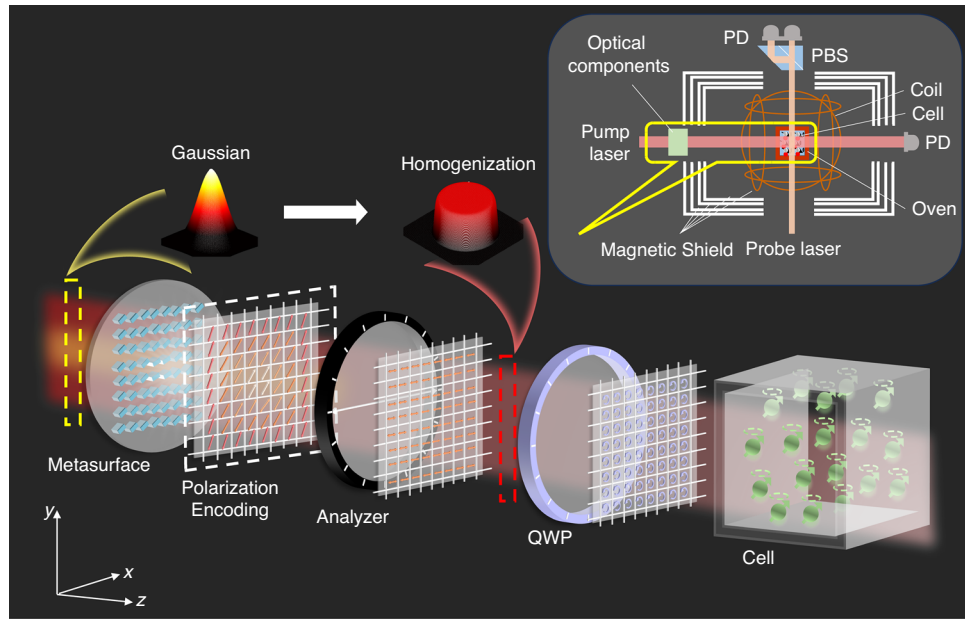 PD
Optical
components
PBS
Coil
Cell
Pump
laser
PD
Oven
Magnetic Shield
Probe laser
Gaussian
Homogenization
Metasurface
Polarization
Encoding
Analyzer
QWP
Cell
y
x
z